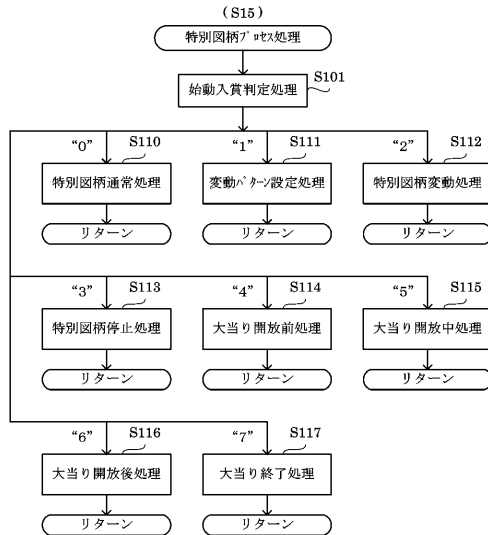 (S15)
特別図柄ﾌﾟﾛｾｽ処理
S101
始動入賞判定処理
“0” S110 “1” S111 “2” S112
特別図柄通常処理 変動ﾊﾟﾀｰﾝ設定処理 特別図柄変動処理
リターン リターン リターン
“3” S113 “4” S114 “5” S115
特別図柄停止処理 大当り開放前処理 大当り開放中処理
リターン リターン リターン
“6” S116 “7” S117
大当り開放後処理 大当り終了処理
リターン リターン